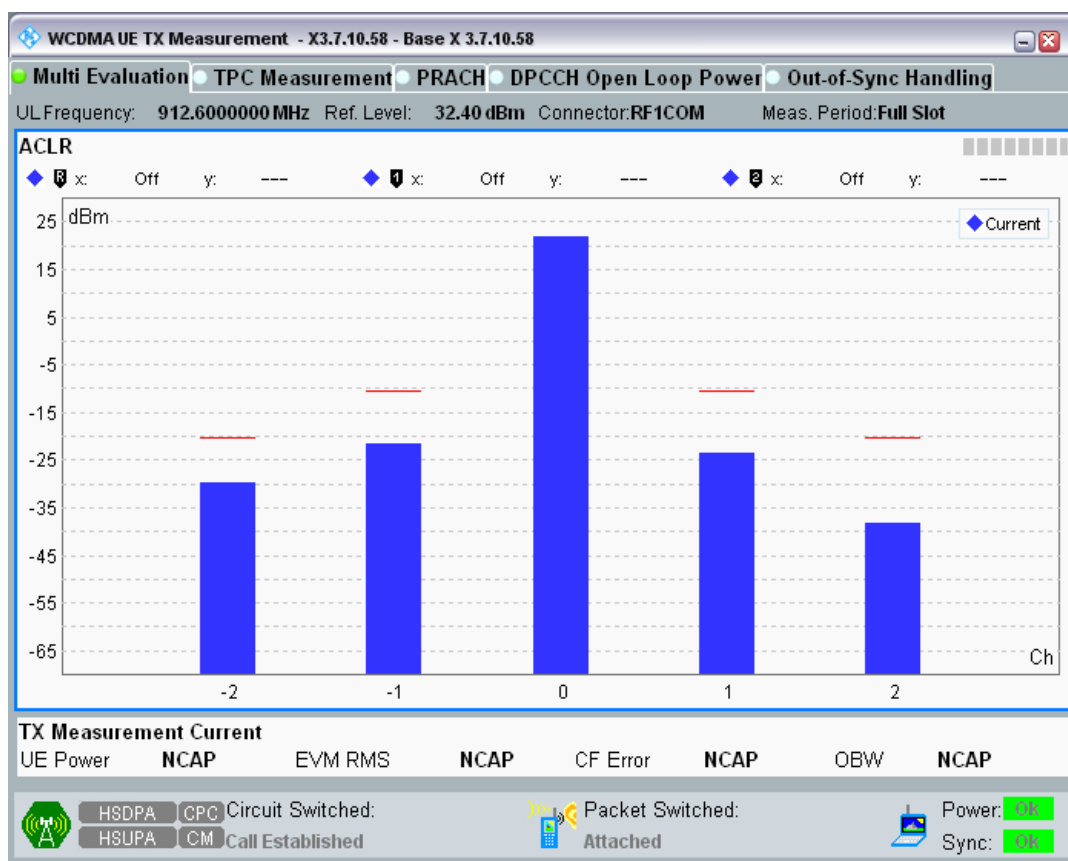 WCDMA UE TX Measurement - X3.7.10.58 - Base X 3.7.10.58
Multi Evaluation TPC Measurement PRACH DPCCH Open Loop Power Out-of-Sync Handling
UL Frequency: 912.6000000 MHz Ref. Level: 32.40 dBm Connector:RF1COM Meas. Period:Full Slot
ACLR
R x: Off y: --- 1 x: Off y: --- 2 x: Off y: ---
dBm
Current
25
15
5
-5
-15
-25
-35
-45
-55
-65
Ch
-2 -1 0 1 2
TX Measurement Current
UE Power NCAP EVM RMS NCAP CF Error NCAP OBW NCAP
HSDPA CPC Circuit Switched: Packet Switched: Power: OK
HSUPA CM Call Established Attached Sync: OK